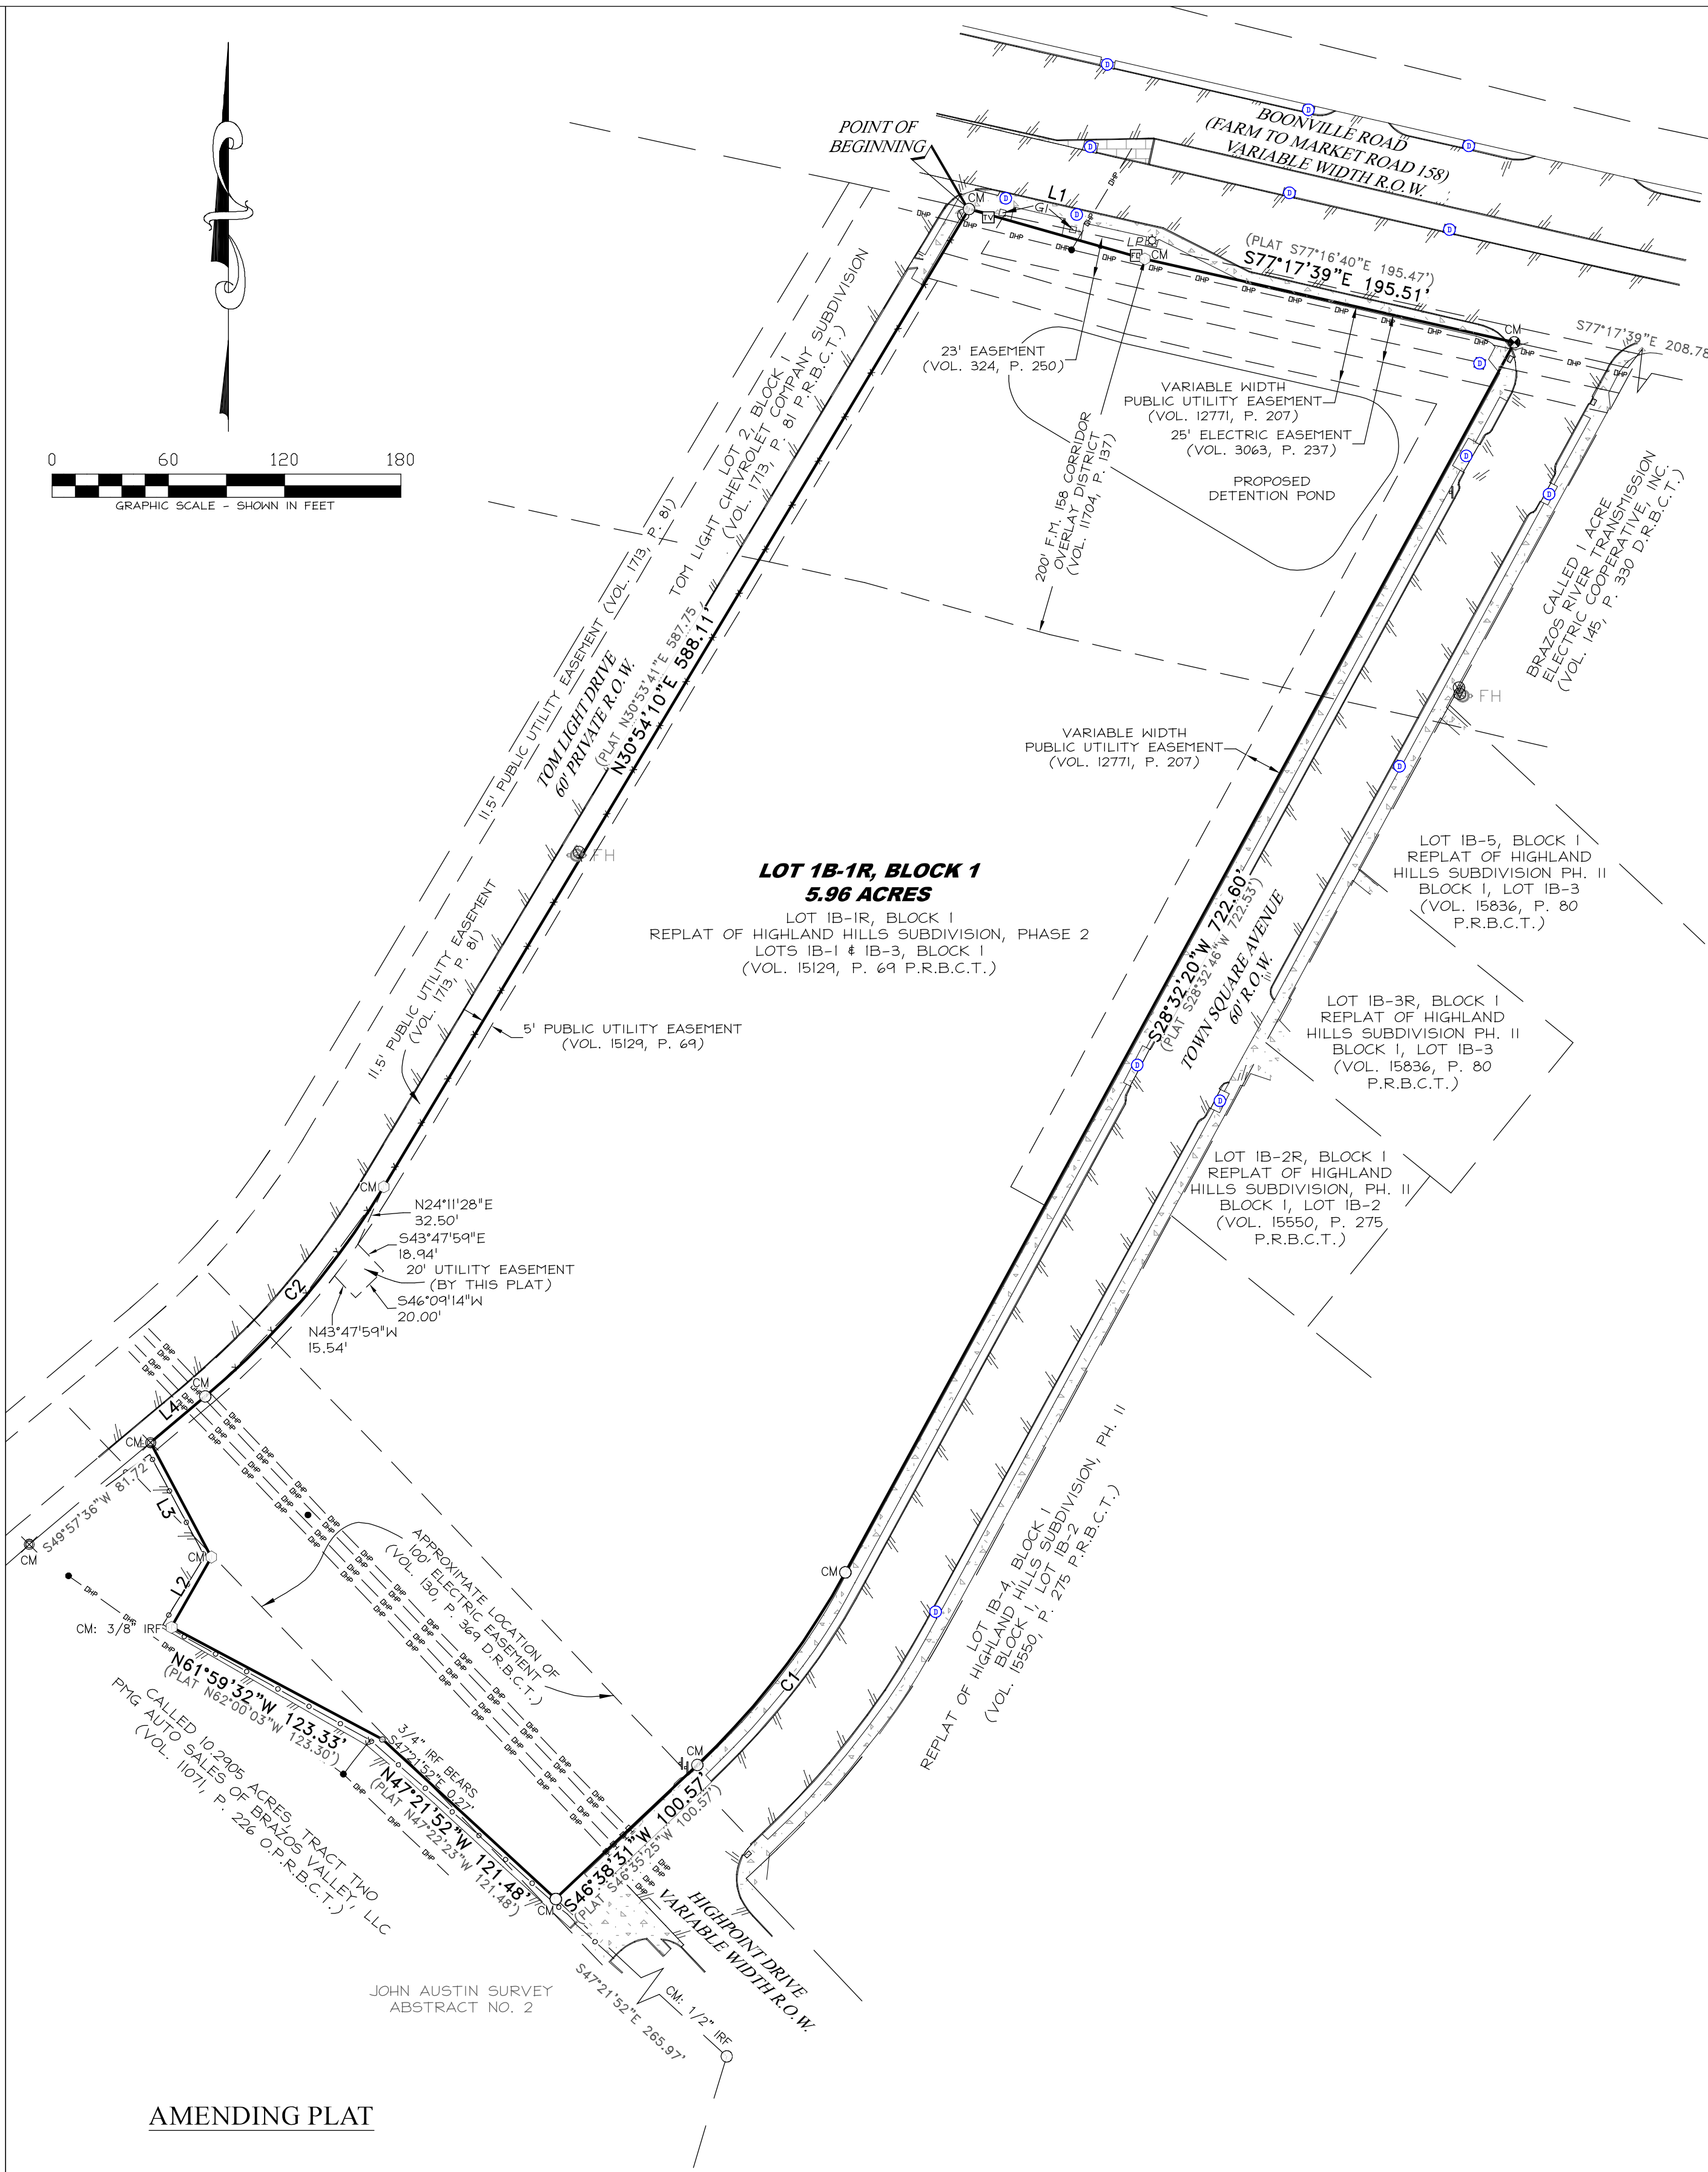 POINT OF
BEGINNING
BOONVILLE ROAD
(FARM TO MARKET ROAD 158)
VARIABLE WIDTH R.O.W.
CM
L1
GI
TV
LP
FO
CM
(PLAT S77°16'40"E 195.47')
S77°17'39"E 195.51'
CM
S77°17'39"E 208.78
0 60 120 180
GRAPHIC SCALE - SHOWN IN FEET
23' EASEMENT
(VOL. 324, P. 250)
VARIABLE WIDTH
PUBLIC UTILITY EASEMENT
(VOL. 12771, P. 207)
25' ELECTRIC EASEMENT
(VOL. 3063, P. 237)
PROPOSED
DETENTION POND
200' F.M. 158 CORRIDOR
OVERLAY DISTRICT
(VOL. 11704, P. 137)
LOT 2, BLOCK 1
TOM LIGHT CHEVROLET COMPANY SUBDIVISION
(VOL. 1713, P. 81 P.R.B.C.T.)
11.5' PUBLIC UTILITY EASEMENT (VOL. 1713, P. 81)
TOM LIGHT DRIVE
60' PRIVATE R.O.W.
(PLAT N30°53'41"E 587.75
N30°54'10"E 588.11'
CALLED 1 ACRE
BRAZOS RIVER TRANSMISSION
ELECTRIC COOPERATIVE, INC.
(VOL. 145, P. 330 D.R.B.C.T.)
FH
VARIABLE WIDTH
PUBLIC UTILITY EASEMENT
(VOL. 12771, P. 207)
FH
LOT 1B-1R, BLOCK 1
5.96 ACRES
LOT 1B-1R, BLOCK 1
REPLAT OF HIGHLAND HILLS SUBDIVISION, PHASE 2
LOTS 1B-1 & 1B-3, BLOCK 1
(VOL. 15129, P. 69 P.R.B.C.T.)
S28°32'20"W 722.60'
(PLAT S28°32'46"W 722.53')
TOWN SQUARE AVENUE
60' R.O.W.
LOT 1B-5, BLOCK 1
REPLAT OF HIGHLAND
HILLS SUBDIVISION PH. II
BLOCK 1, LOT 1B-3
(VOL. 15836, P. 80
P.R.B.C.T.)
LOT 1B-3R, BLOCK 1
REPLAT OF HIGHLAND
HILLS SUBDIVISION PH. II
BLOCK 1, LOT 1B-3
(VOL. 15836, P. 80
P.R.B.C.T.)
LOT 1B-2R, BLOCK 1
REPLAT OF HIGHLAND
HILLS SUBDIVISION, PH. II
BLOCK 1, LOT 1B-2
(VOL. 15550, P. 275
P.R.B.C.T.)
11.5' PUBLIC UTILITY EASEMENT
(VOL. 1713, P. 81)
5' PUBLIC UTILITY EASEMENT
(VOL. 15129, P. 69)
CM
N24°11'28"E
32.50'
S43°47'59"E
18.94'
20' UTILITY EASEMENT
(BY THIS PLAT)
S46°09'14"W
20.00'
N43°47'59"W
15.54'
C2
CM
L4
CM
S49°57'36"W 81.72'
CM
L3
CM
L2
CM: 3/8" IRF
N61°59'32"W 123.33'
(PLAT N62°00'03"W 123.30')
CALLED 10.2905 ACRES, TRACT TWO
PMG AUTO SALES OF BRAZOS VALLEY, LLC
(VOL. 11071, P. 226 O.P.R.B.C.T.)
3/4" IRF BEARS
S47°21'52"E 0.27'
N47°21'52"W 121.48'
(PLAT N47°22'23"W 121.48')
APPROXIMATE LOCATION OF
100' ELECTRIC EASEMENT
(VOL. 130, P. 369 D.R.B.C.T.)
CM
C1
CM
S46°38'31"W 100.57'
(PLAT S46°35'25"W 100.57')
CM
HIGHPOINT DRIVE
VARIABLE WIDTH R.O.W.
LOT 1B-4, BLOCK 1
REPLAT OF HIGHLAND HILLS SUBDIVISION, PH. II
BLOCK 1, LOT 1B-2
(VOL. 15550, P. 275 P.R.B.C.T.)
S47°21'52"E 265.97'
CM: 1/2" IRF
JOHN AUSTIN SURVEY
ABSTRACT NO. 2
AMENDING PLAT